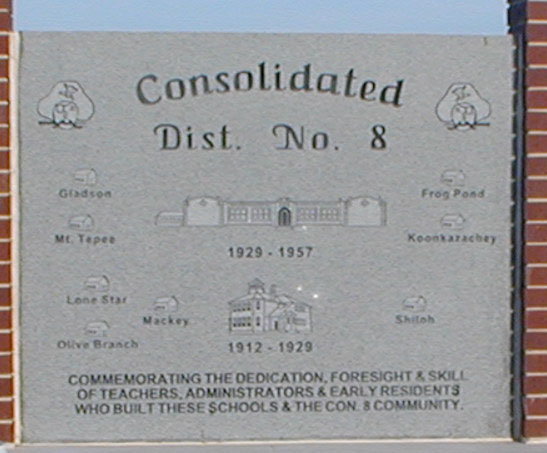 Consolidated
Dist. No. 8
Gladson
Frog Pond
Mt. Tepee
Koonkazachey
1929 - 1957
Lone Star
Mackey
Shiloh
Olive Branch
1912 - 1929
COMMEMORATING THE DEDICATION, FORESIGHT & SKILL
OF TEACHERS, ADMINISTRATORS & EARLY RESIDENTS
WHO BUILT THESE SCHOOLS & THE CON. 8 COMMUNITY.